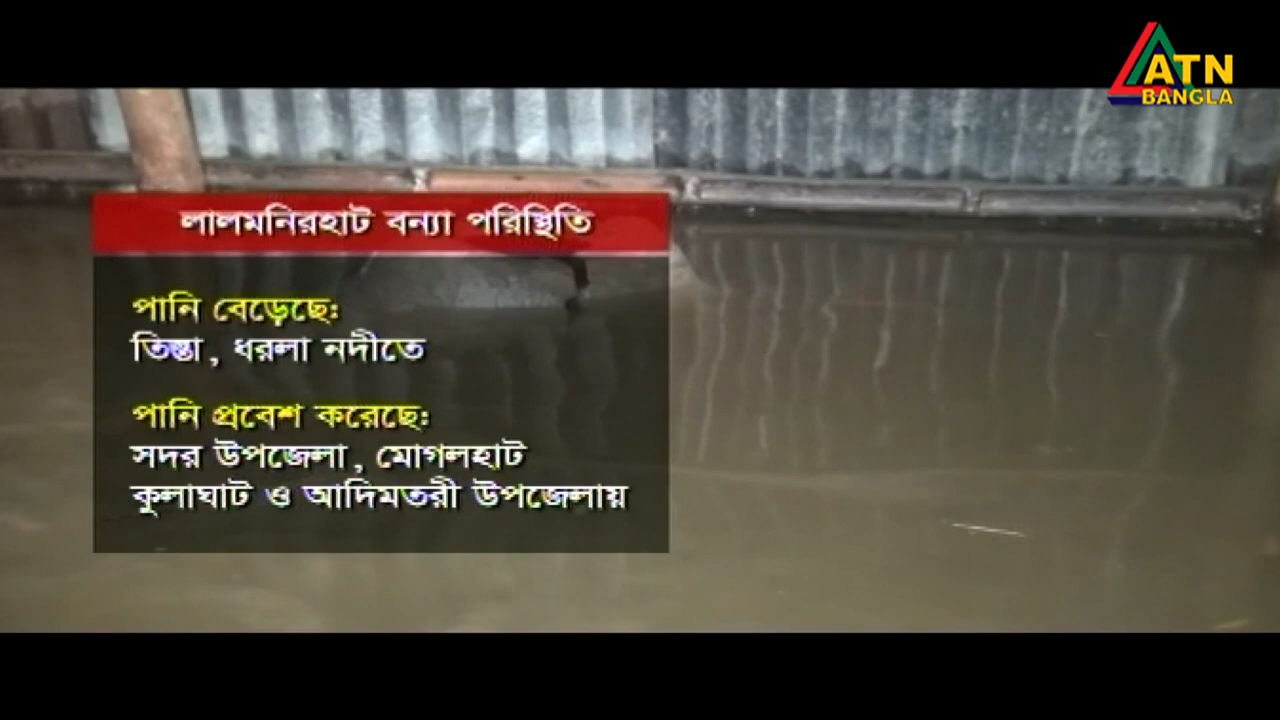 ATN
BANGLA
লালমনিরহাট বন্যা পরিস্থিতি
পানি বেড়েছে:
তিস্তা, ধরলা নদীতে
পানি প্রবেশ করেছে:
সদর উপজেলা, মোগলহাট
কুলাঘাট ও আদিমতরী উপজেলায়